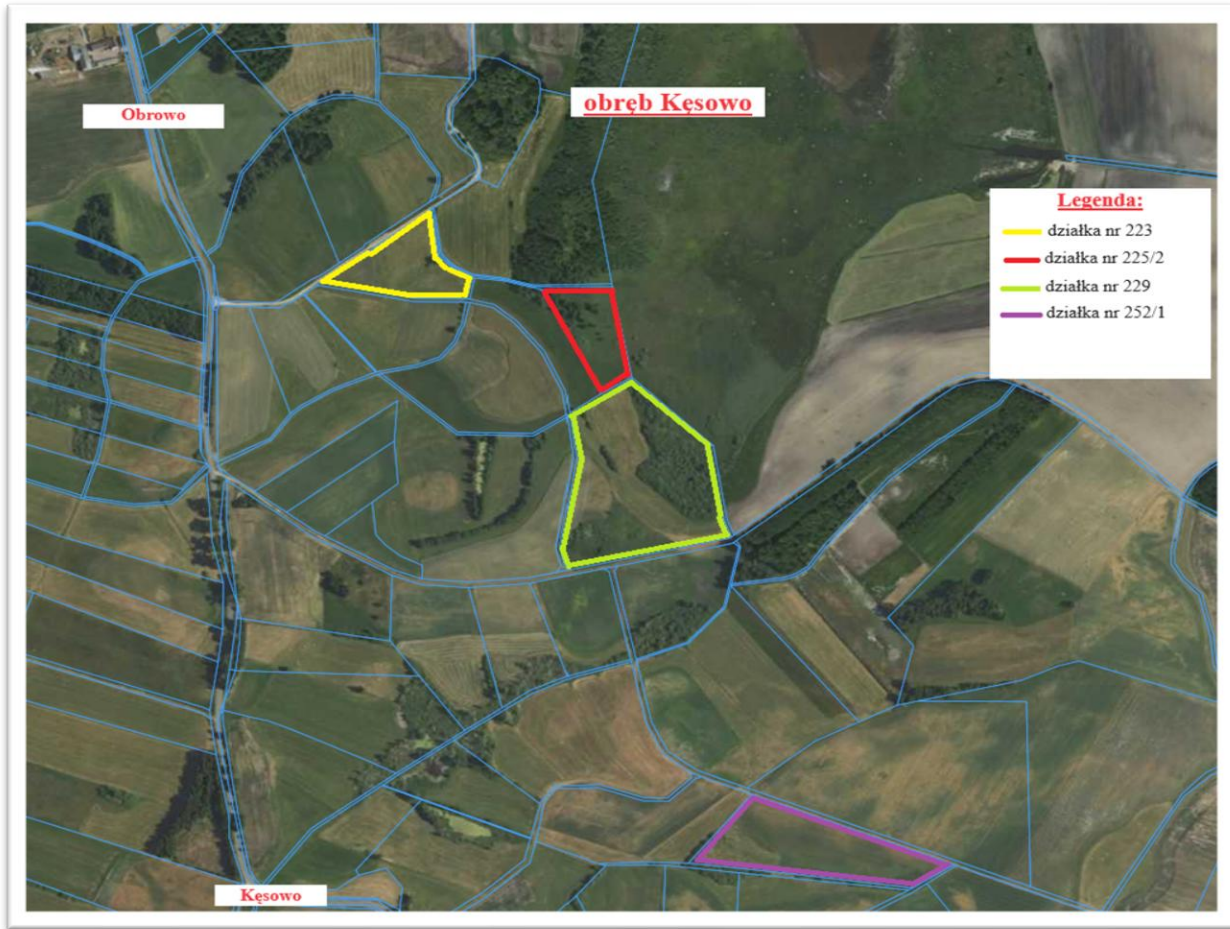 obręb Kęsowo
Obrowo
Legenda:
działka nr 223
działka nr 225/2
działka nr 229
działka nr 252/1
Kęsowo